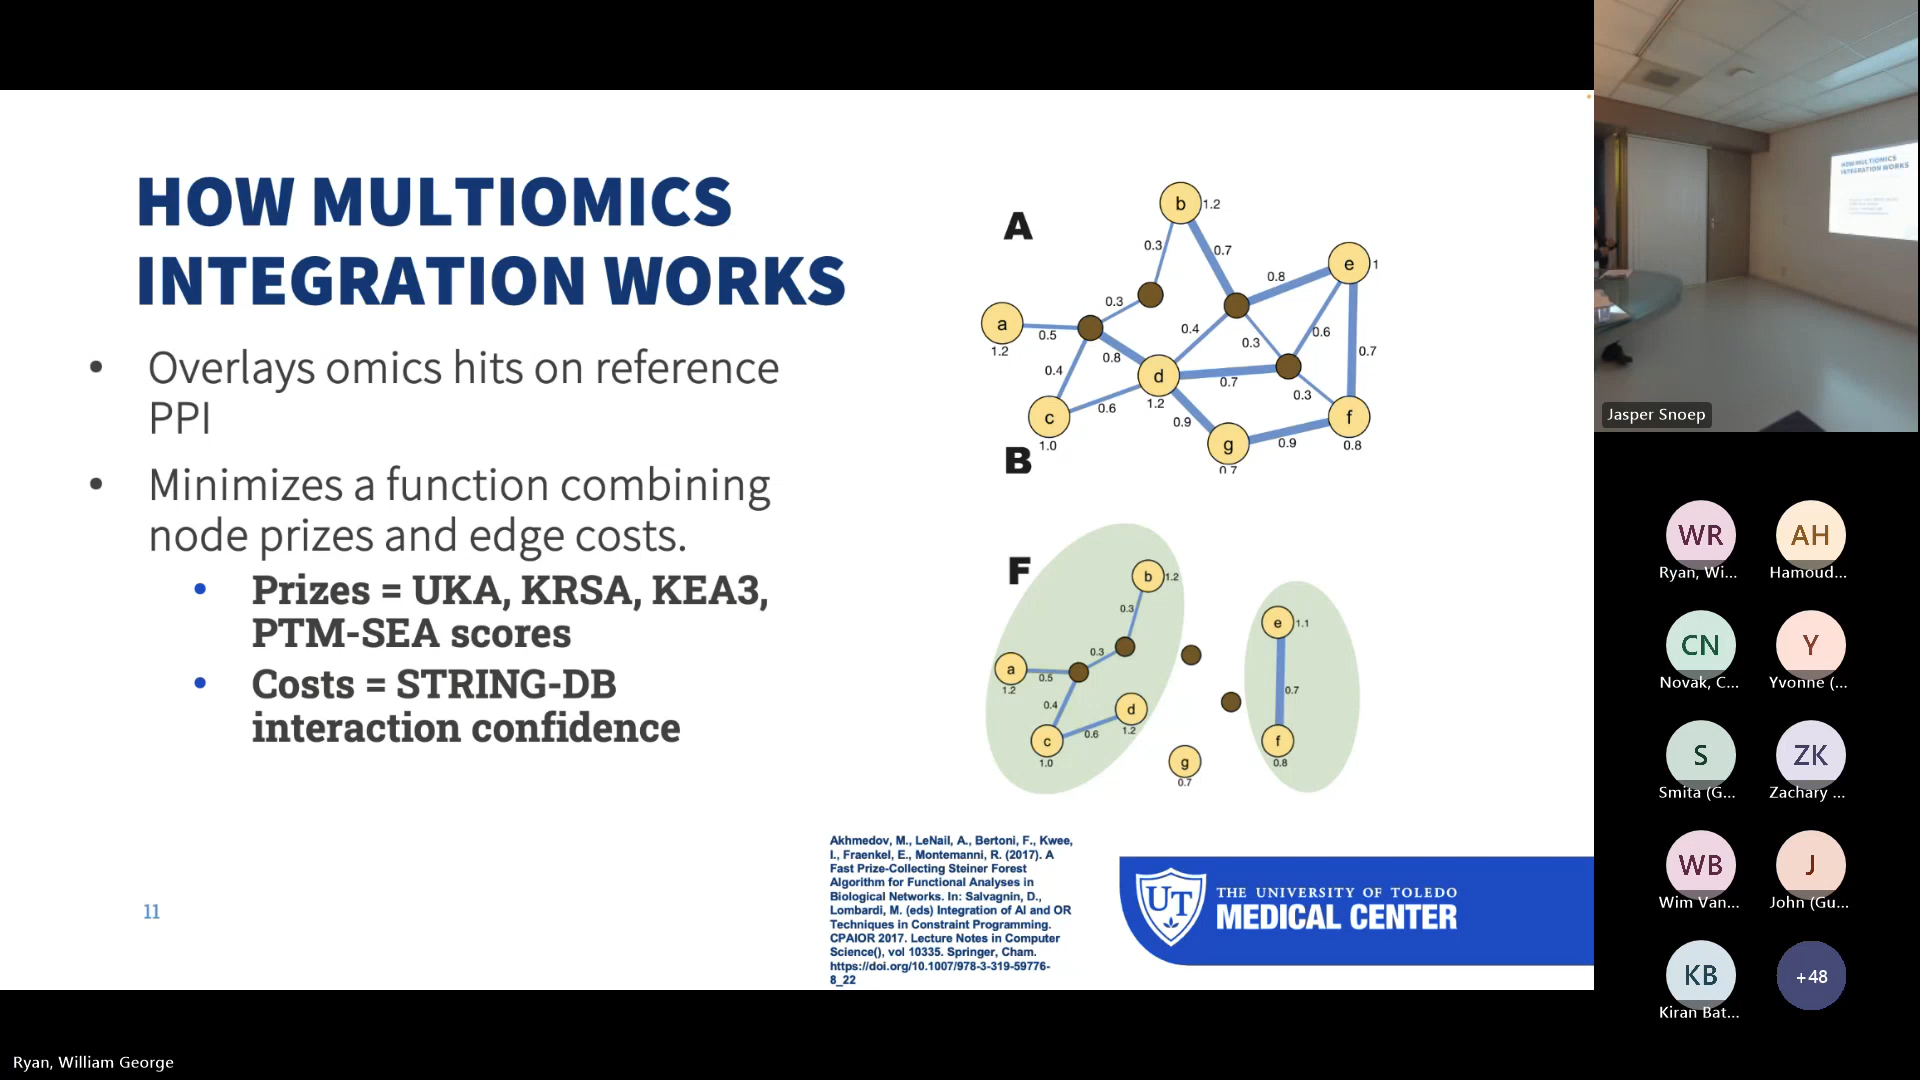 HOW MULTIOMICS
INTEGRATION WORKS
• Overlays omics hits on reference
PPI
• Minimizes a function combining
node prizes and edge costs.
• Prizes = UKA, KRSA, KEA3,
PTM-SEA scores
• Costs = STRING-DB
interaction confidence
11
A
b 1.2
0.3
0.7
e 1
0.8
0.3
a
1.2
0.5
0.4
0.3
0.6
0.8
0.7
0.4
d
1.2
0.7
0.3
c
1.0
0.6
0.9
g
0.7
0.9
f
0.8
B
F
b 1.2
0.3
e 1.1
0.3
a
1.2
0.5
0.7
0.4
d
1.2
c
1.0
0.6
f
0.8
g
0.7
Akhmedov, M., LeNail, A., Bertoni, F., Kwee,
I., Fraenkel, E., Montemanni, R. (2017). A
Fast Prize-Collecting Steiner Forest
Algorithm for Functional Analyses in
Biological Networks. In: Salvagnin, D.,
Lombardi, M. (eds) Integration of AI and OR
Techniques in Constraint Programming.
CPAIOR 2017. Lecture Notes in Computer
Science(), vol 10335. Springer, Cham.
https://doi.org/10.1007/978-3-319-59776-
8_22
UT
THE UNIVERSITY OF TOLEDO
MEDICAL CENTER
HOW MULTIOMICS
INTEGRATION WORKS
Jasper Snoep
WR
Ryan, Wi...
AH
Hamoud...
CN
Novak, C...
Y
Yvonne (...
S
Smita (G...
ZK
Zachary ...
WB
Wim Van...
J
John (Gu...
KB
Kiran Bat...
+48
Ryan, William George